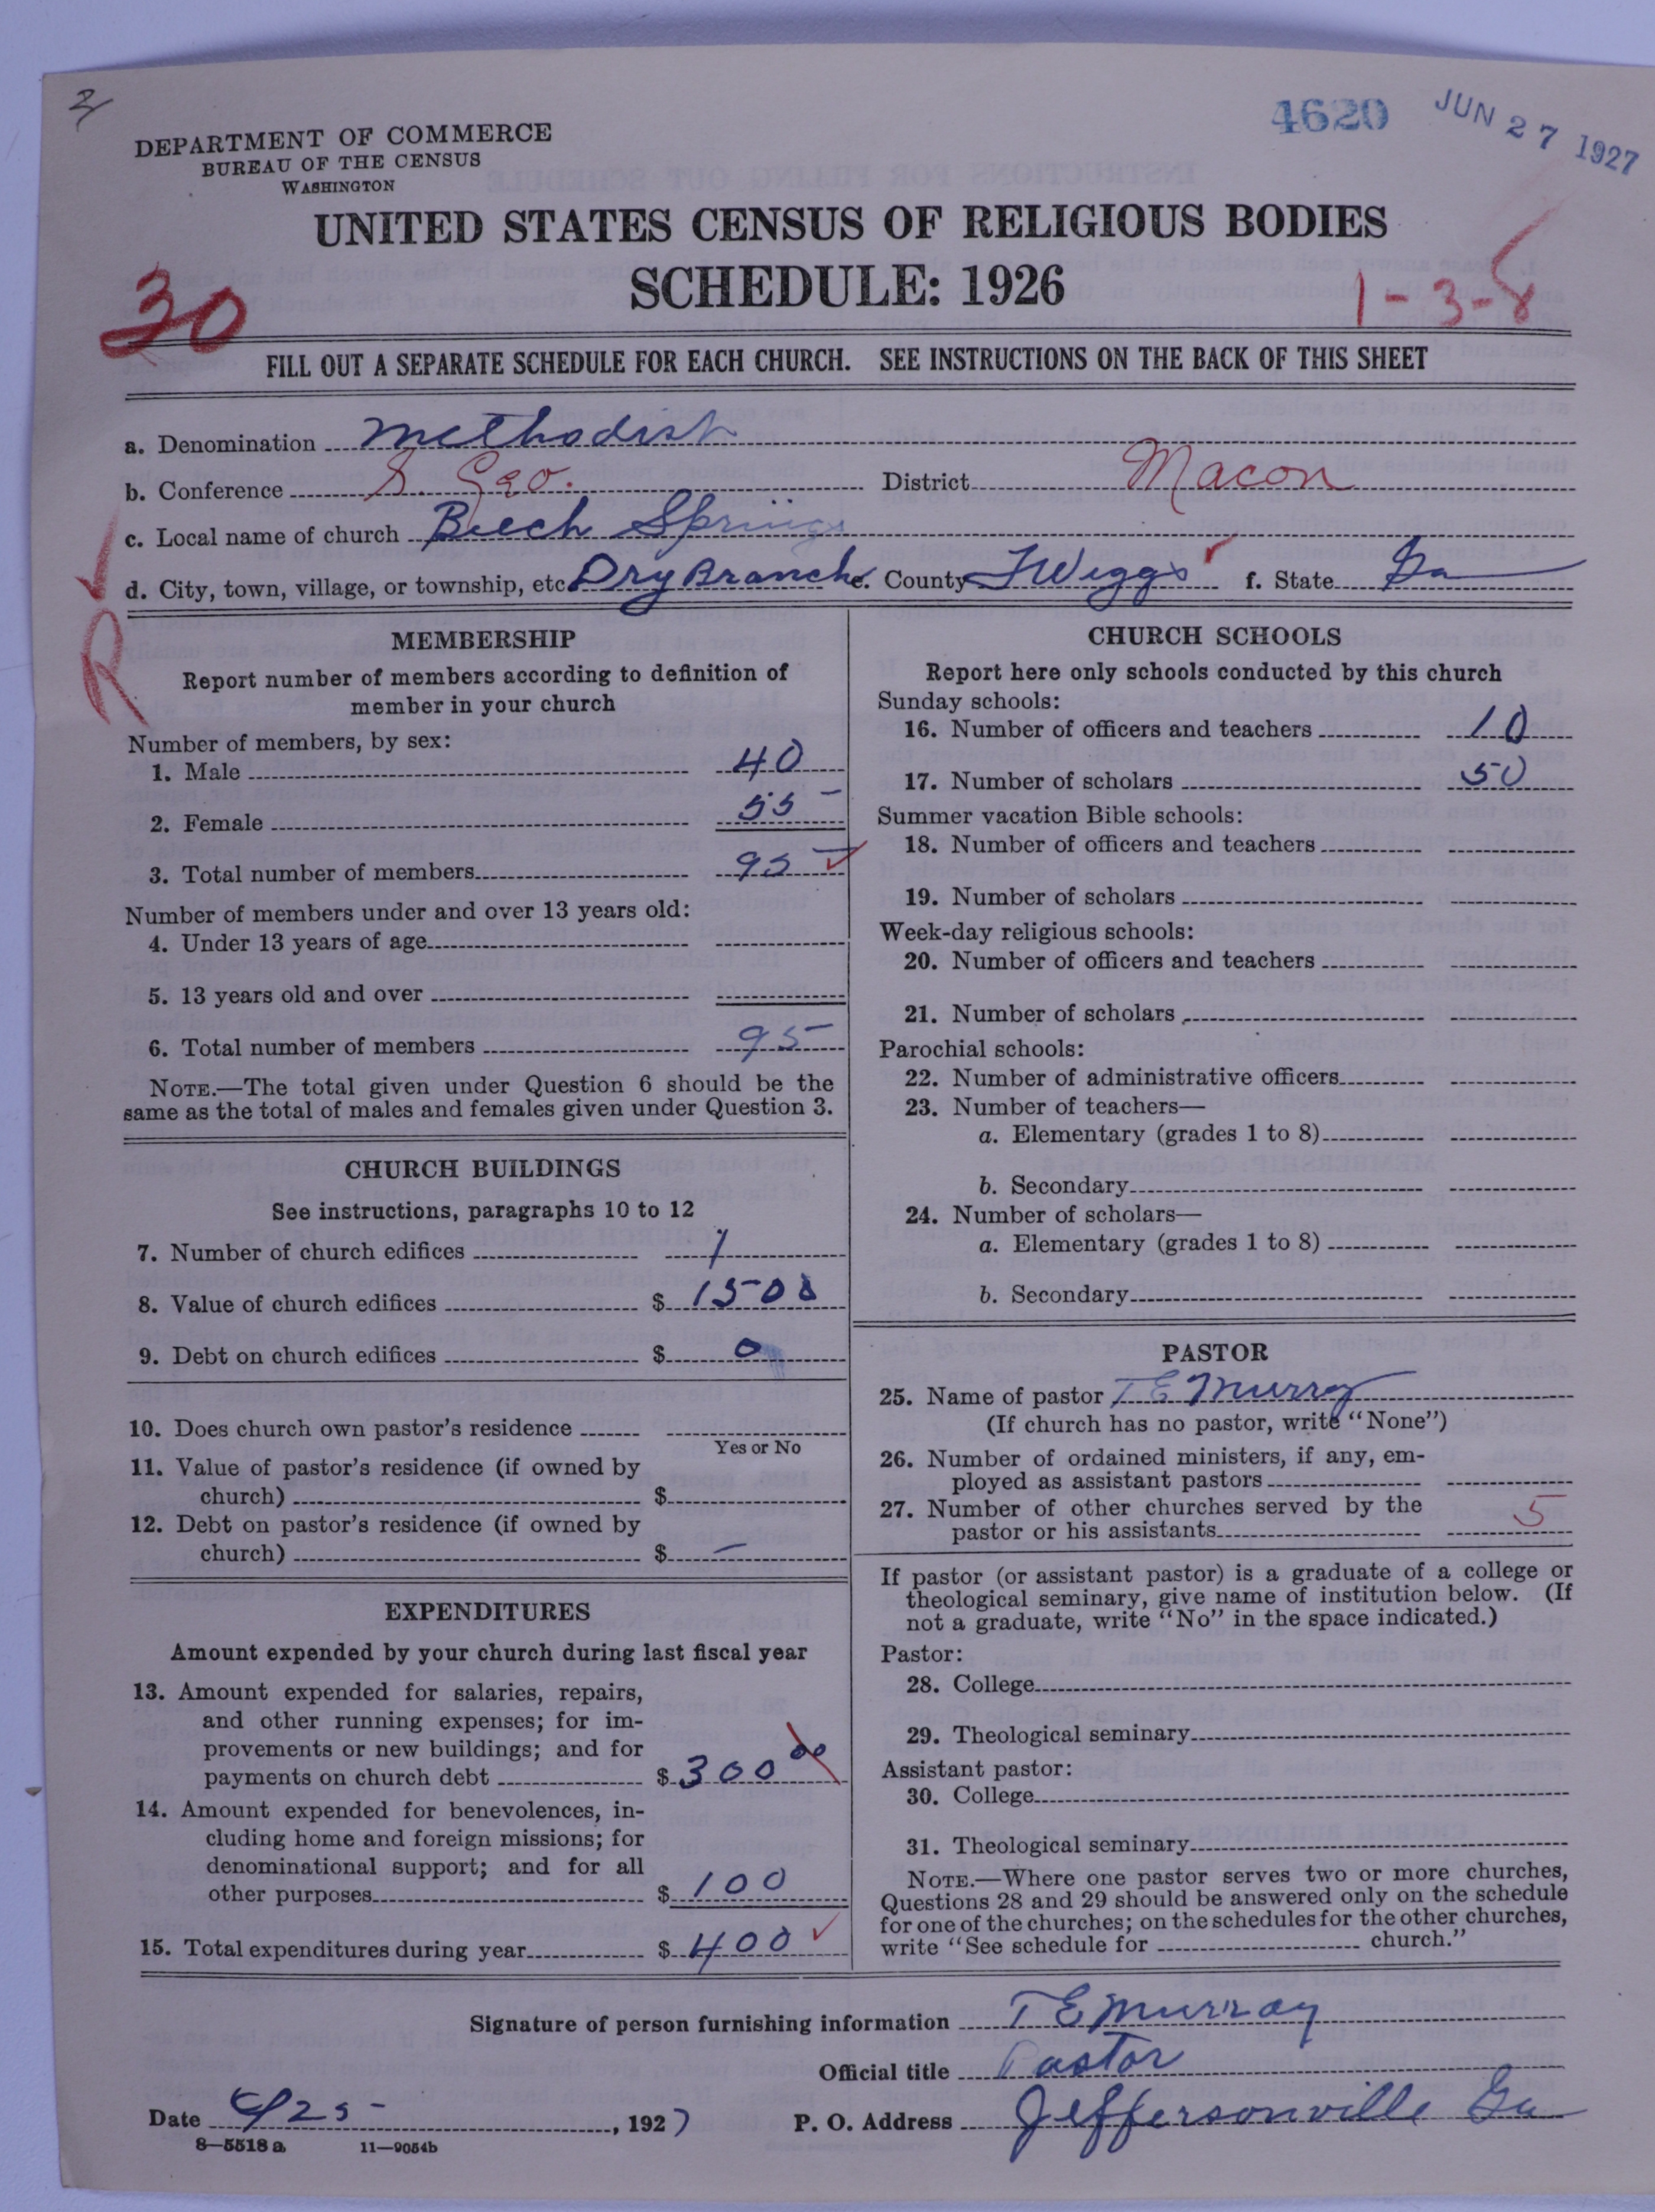 4620 JUN 27 1927
DEPARTMENT OF COMMERCE
BUREAU OF THE CENSUS
WASHINGTON
UNITED STATES CENSUS OF RELIGIOUS BODIES
SCHEDULE: 1926
30
1-3-8
FILL OUT A SEPARATE SCHEDULE FOR EACH CHURCH. SEE INSTRUCTIONS ON THE BACK OF THIS SHEET
a. Denomination Methodist
b. Conference S. Geo. District Macon
c. Local name of church Beech Springs
d. City, town, village, or township, etc. Dry Branch e. County Twiggs f. State Ga
R
MEMBERSHIP
Report number of members according to definition of
member in your church
Number of members, by sex:
1. Male 40
2. Female 55
3. Total number of members 95
Number of members under and over 13 years old:
4. Under 13 years of age
5. 13 years old and over
6. Total number of members 95
NOTE.—The total given under Question 6 should be the
same as the total of males and females given under Question 3.
CHURCH BUILDINGS
See instructions, paragraphs 10 to 12
7. Number of church edifices 1
8. Value of church edifices $ 1500
9. Debt on church edifices $ 0
10. Does church own pastor's residence
Yes or No
11. Value of pastor's residence (if owned by
church) $
12. Debt on pastor's residence (if owned by
church) $ —
EXPENDITURES
Amount expended by your church during last fiscal year
13. Amount expended for salaries, repairs,
and other running expenses; for im-
provements or new buildings; and for
payments on church debt $ 300 00
14. Amount expended for benevolences, in-
cluding home and foreign missions; for
denominational support; and for all
other purposes $ 100
15. Total expenditures during year $ 400
CHURCH SCHOOLS
Report here only schools conducted by this church
Sunday schools:
16. Number of officers and teachers 10
17. Number of scholars 50
Summer vacation Bible schools:
18. Number of officers and teachers
19. Number of scholars
Week-day religious schools:
20. Number of officers and teachers
21. Number of scholars
Parochial schools:
22. Number of administrative officers
23. Number of teachers—
a. Elementary (grades 1 to 8)
b. Secondary
24. Number of scholars—
a. Elementary (grades 1 to 8)
b. Secondary
PASTOR
25. Name of pastor T E Murray
(If church has no pastor, write "None")
26. Number of ordained ministers, if any, em-
ployed as assistant pastors
27. Number of other churches served by the
pastor or his assistants 5
If pastor (or assistant pastor) is a graduate of a college or
theological seminary, give name of institution below. (If
not a graduate, write "No" in the space indicated.)
Pastor:
28. College
29. Theological seminary
Assistant pastor:
30. College
31. Theological seminary
NOTE.—Where one pastor serves two or more churches,
Questions 28 and 29 should be answered only on the schedule
for one of the churches; on the schedules for the other churches,
write "See schedule for church."
Signature of person furnishing information T E Murray
Official title Pastor
Date 4/25 , 1927 P. O. Address Jeffersonville Ga
8—5518 a 11—9054b